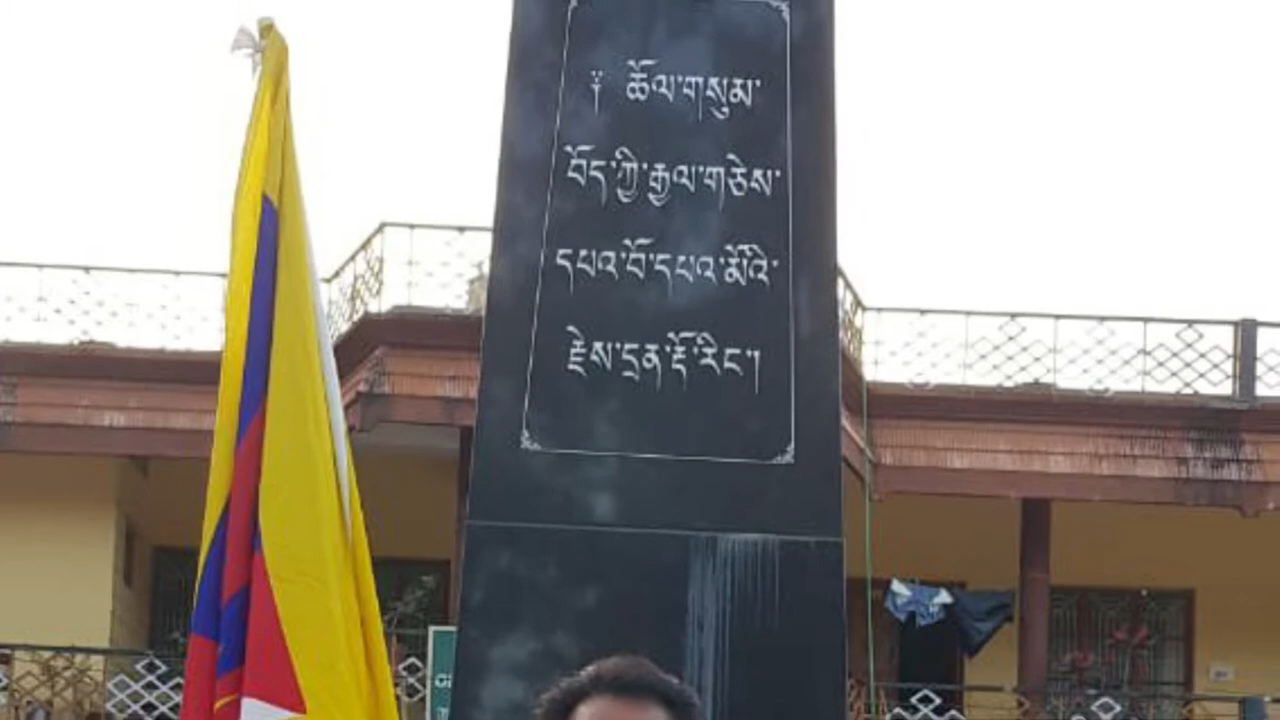 ༈ ཆོལ་གསུམ་
བོད་ཀྱི་རྒྱལ་གཅེས་
དཔའ་བོ་དཔའ་མོའི་
རྗེས་དྲན་རྡོ་རིང་།